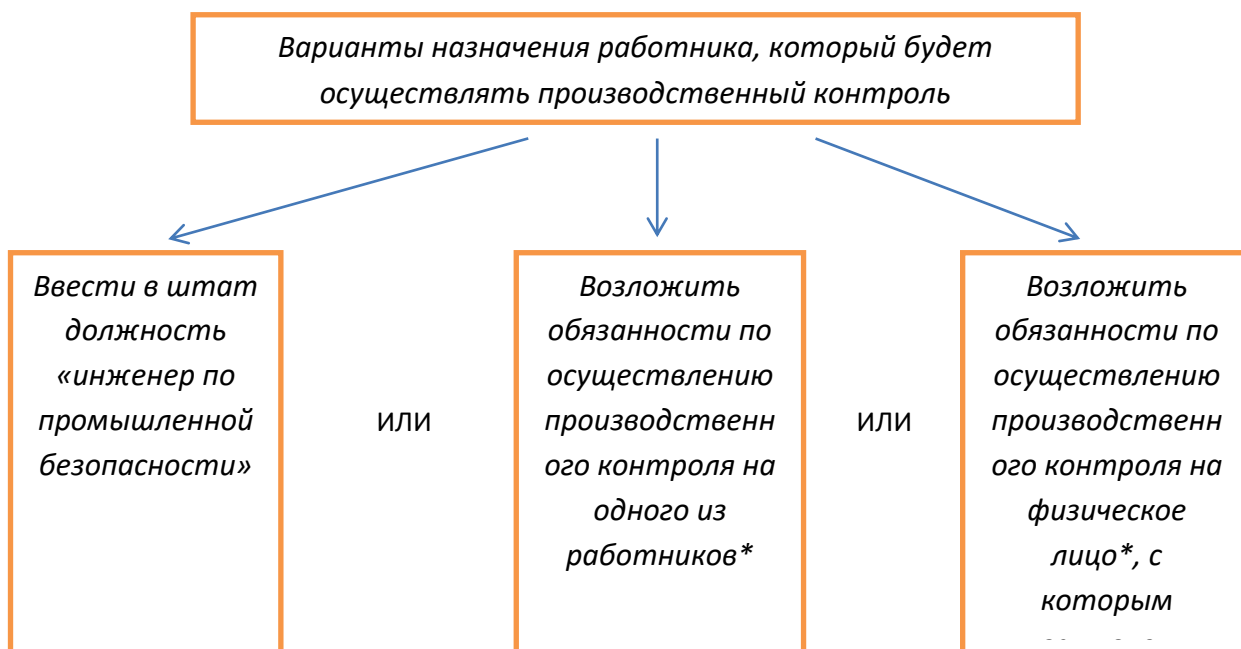 Варианты назначения работника, который будет
осуществлять производственный контроль
Ввести в штат
должность
«инженер по
промышленной
безопасности»
ИЛИ
Возложить
обязанности по
осуществлению
производственн
ого контроля на
одного из
работников*
ИЛИ
Возложить
обязанности по
осуществлению
производственн
ого контроля на
физическое
лицо*, с
которым